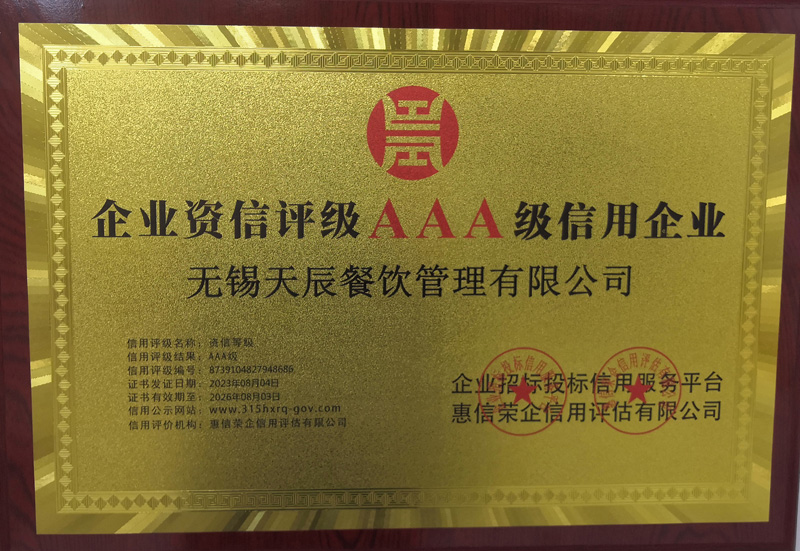 企业资信评级AAA级信用企业
无锡天辰餐饮管理有限公司
信用评级名称：资信等级
信用评级结果：AAA级
信用评级编号：8739104827948686
证书发证日期：2023年08月04日
证书有效期至：2026年08月03日
信用公示网站：www.315hxrq-gov.com
信用评价机构：惠信荣企信用评估有限公司
企业招标投标信用服务平台
惠信荣企信用评估有限公司